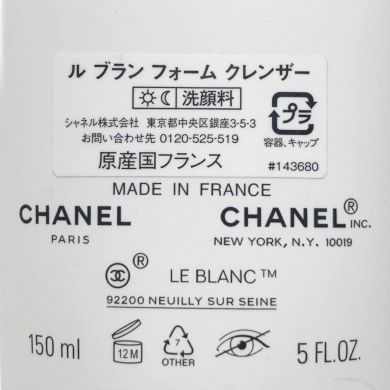 ル ブラン フォーム クレンザー
洗顔料
シャネル株式会社 東京都中央区銀座3-5-3
お問い合わせ先 0120-525-519
原産国フランス
プラ
容器、キャップ
#143680
MADE IN FRANCE
CHANEL
PARIS
CHANEL® INC.
NEW YORK, N.Y. 10019
®
LE BLANC™
92200 NEUILLY SUR SEINE
150 ml
12M
7
OTHER
5 FL.OZ.